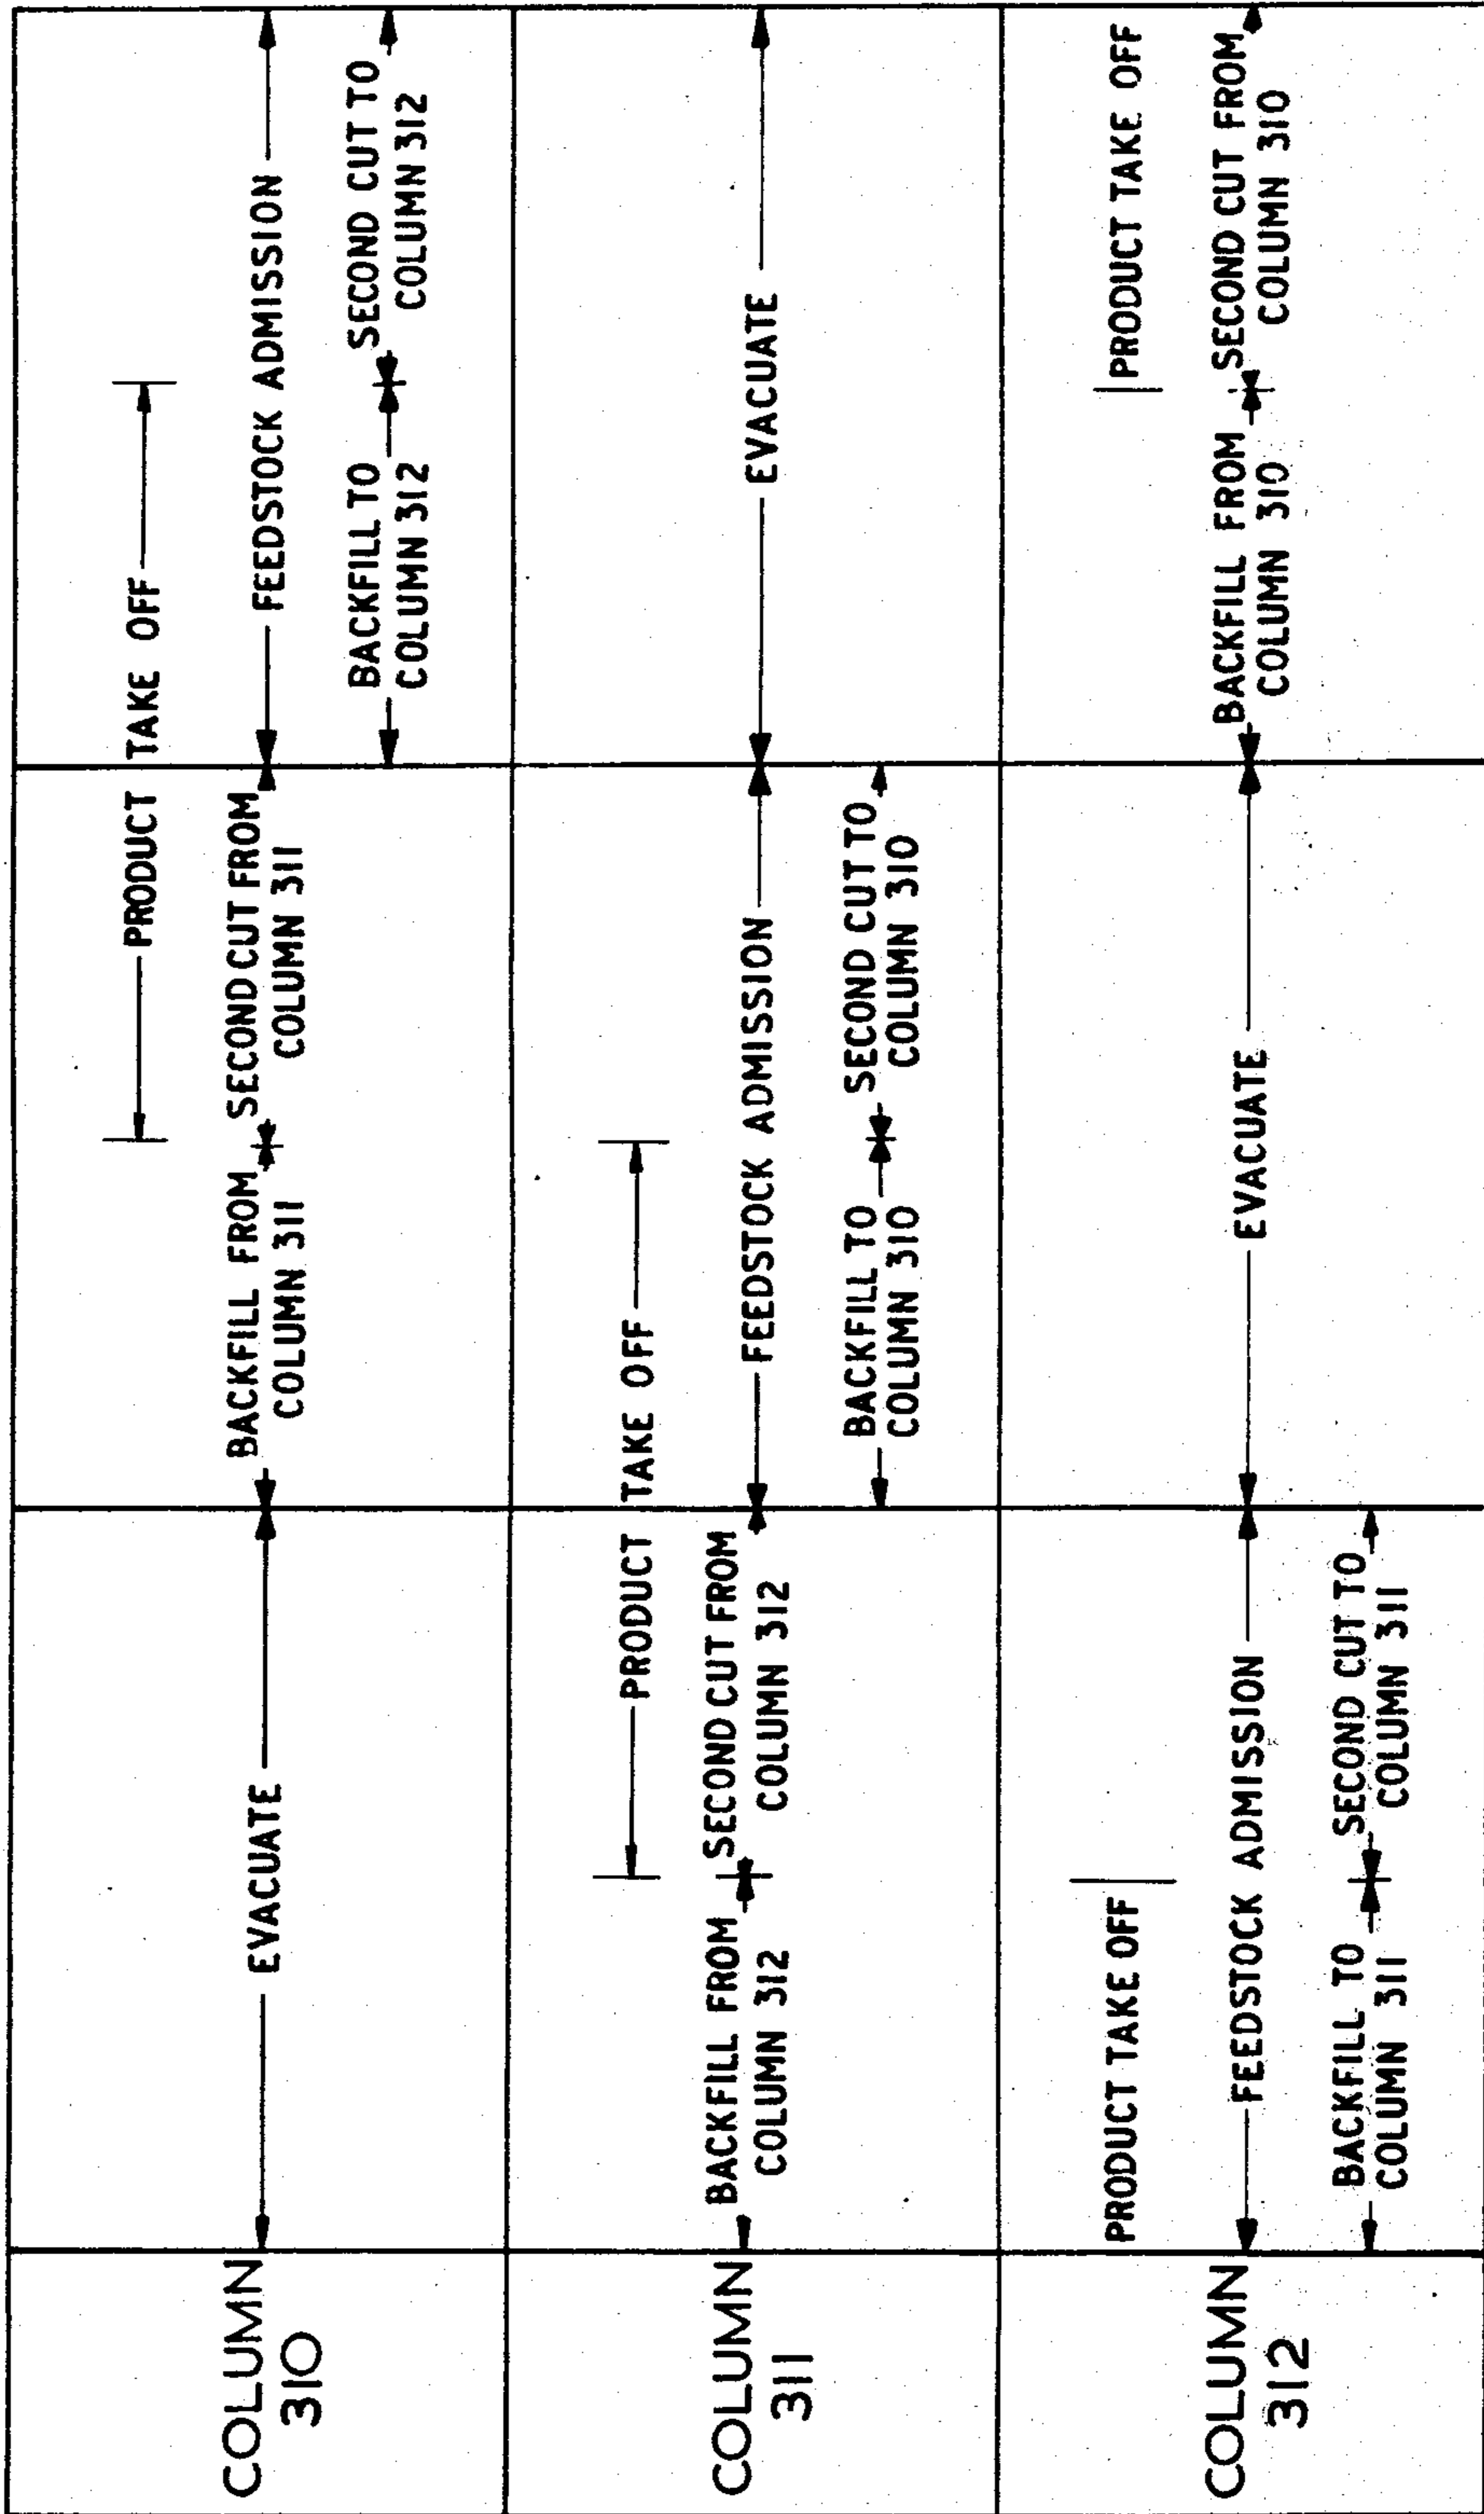 COLUMN
310
EVACUATE
PRODUCT TAKE OFF
BACKFILL FROM SECOND CUT FROM
COLUMN 311 COLUMN 311
FEEDSTOCK ADMISSION
BACKFILL TO SECOND CUT TO
COLUMN 312 COLUMN 312
COLUMN
311
PRODUCT TAKE OFF
BACKFILL FROM SECOND CUT FROM
COLUMN 312 COLUMN 312
FEEDSTOCK ADMISSION
BACKFILL TO SECOND CUT TO
COLUMN 310 COLUMN 310
EVACUATE
COLUMN
312
PRODUCT TAKE OFF
FEEDSTOCK ADMISSION
BACKFILL TO SECOND CUT TO
COLUMN 311 COLUMN 311
EVACUATE
PRODUCT TAKE OFF
BACKFILL FROM SECOND CUT FROM
COLUMN 310 COLUMN 310